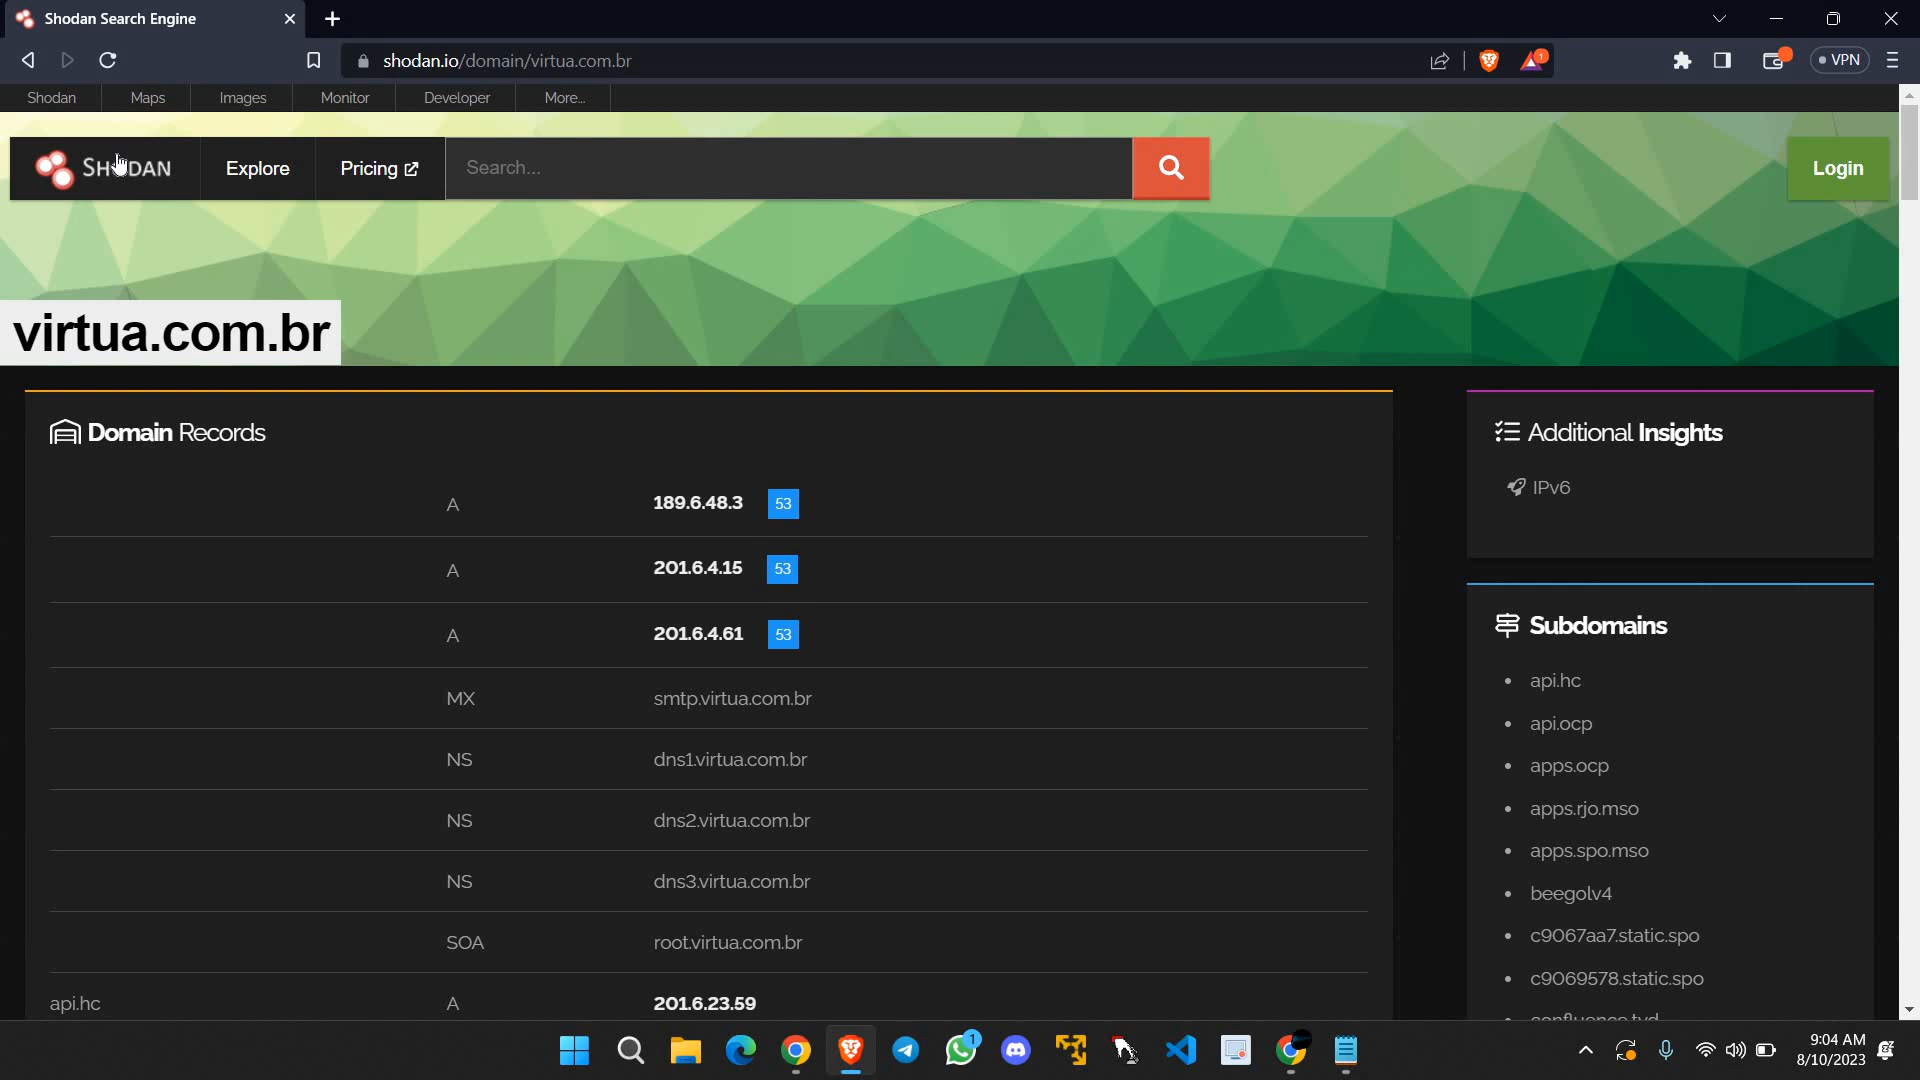 Shodan Search Engine
shodan.io/domain/virtua.com.br
1
VPN
Shodan Maps Images Monitor Developer More...
SHODAN Explore Pricing Search... Login
virtua.com.br
Domain Records
A 189.6.48.3 53
A 201.6.4.15 53
A 201.6.4.61 53
MX smtp.virtua.com.br
NS dns1.virtua.com.br
NS dns2.virtua.com.br
NS dns3.virtua.com.br
SOA root.virtua.com.br
api.hc A 201.6.23.59
Additional Insights
IPv6
Subdomains
• api.hc
• api.ocp
• apps.ocp
• apps.rjo.mso
• apps.spo.mso
• beegolv4
• c9067aa7.static.spo
• c9069578.static.spo
1
9:04 AM
8/10/2023